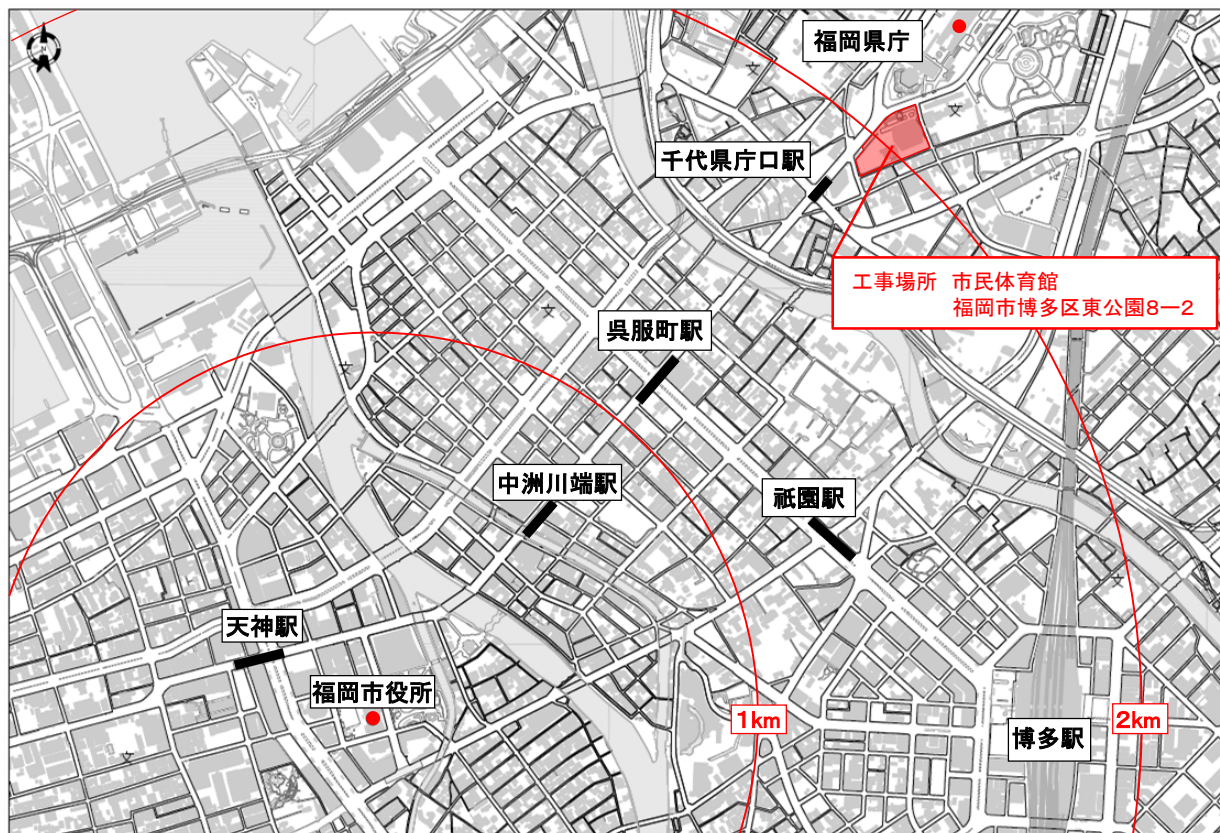 福岡県庁
千代県庁口駅
工事場所 市民体育館
福岡市博多区東公園8ー2
呉服町駅
中洲川端駅
祇園駅
天神駅
福岡市役所
1km
2km
博多駅